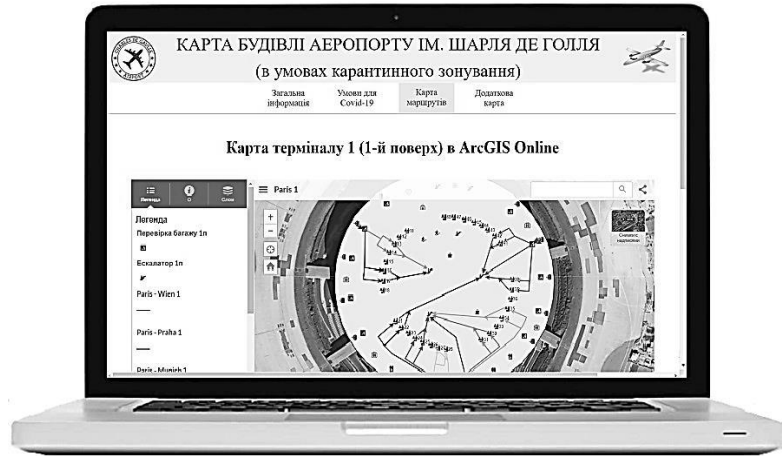 КАРТА БУДІВЛІ АЕРОПОРТУ ІМ. ШАРЛЯ ДЕ ГОЛЛЯ
(в умовах карантинного зонування)
Загальна інформація
Умови для Covid-19
Карта маршрутів
Додаткова карта
Карта терміналу 1 (1-й поверх) в ArcGIS Online
Легенда
О
Слои
Paris 1
Легенда
Перевірка багажу 1п
Ескалатор 1п
Paris - Wien 1
Paris - Praha 1
Paris - Munich 1